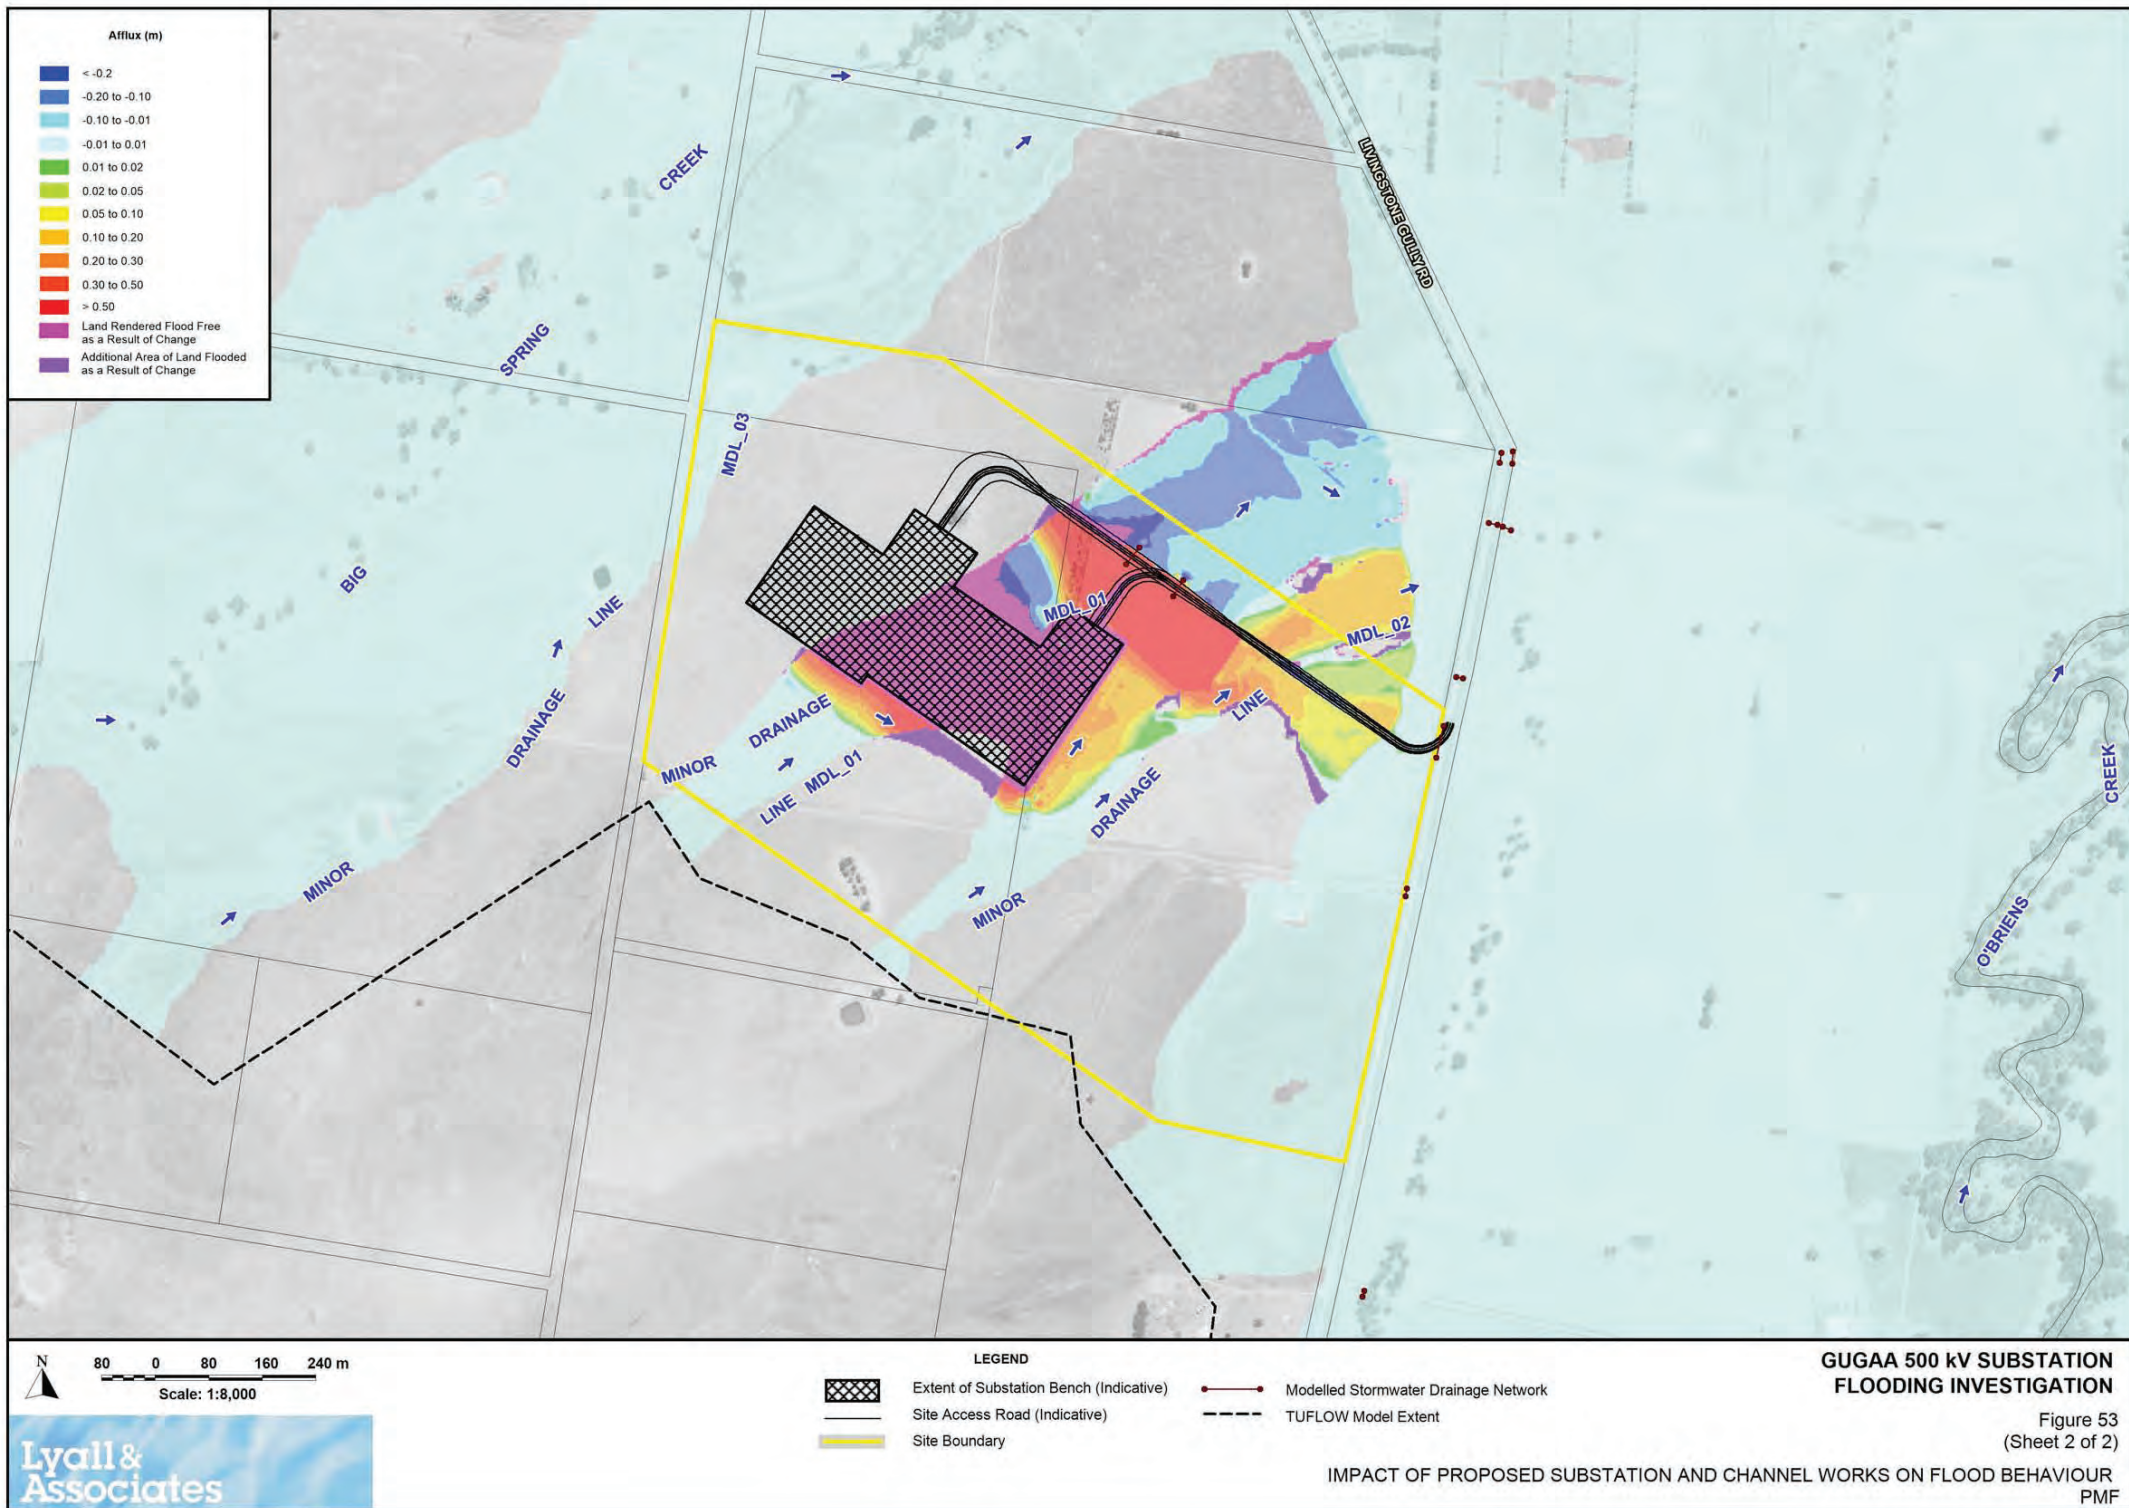 Afflux (m)
< -0.2
-0.20 to -0.10
-0.10 to -0.01
-0.01 to 0.01
0.01 to 0.02
0.02 to 0.05
0.05 to 0.10
0.10 to 0.20
0.20 to 0.30
0.30 to 0.50
> 0.50
Land Rendered Flood Free
as a Result of Change
Additional Area of Land Flooded
as a Result of Change
LIVINGSTONE GULLY RD
CREEK
SPRING
BIG
MDL_03
LINE
DRAINAGE
MINOR
MDL_01
MDL_02
LINE
DRAINAGE
MINOR
LINE MDL_01
DRAINAGE
MINOR
CREEK
O'BRIENS
N
80 0 80 160 240 m
Scale: 1:8,000
Lyall &
Associates
LEGEND
Extent of Substation Bench (Indicative)
Site Access Road (Indicative)
Site Boundary
Modelled Stormwater Drainage Network
TUFLOW Model Extent
GUGAA 500 kV SUBSTATION
FLOODING INVESTIGATION
Figure 53
(Sheet 2 of 2)
IMPACT OF PROPOSED SUBSTATION AND CHANNEL WORKS ON FLOOD BEHAVIOUR
PMF